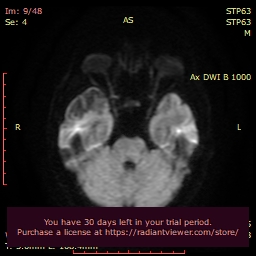 Im: 9/48
Se: 4
STP63
STP63
M
AS
Ax DWI B 1000
R
L
You have 30 days left in your trial period.
Purchase a license at https://radiantviewer.com/store/